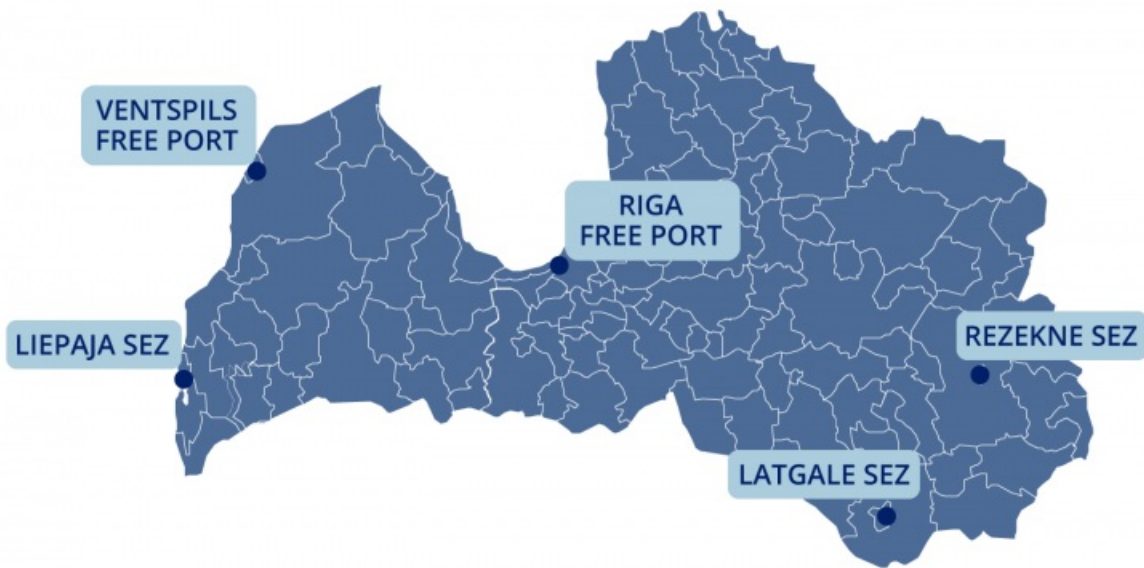 VENTSPILS
FREE PORT
RIGA
FREE PORT
LIEPAJA SEZ
REZEKNE SEZ
LATGALE SEZ